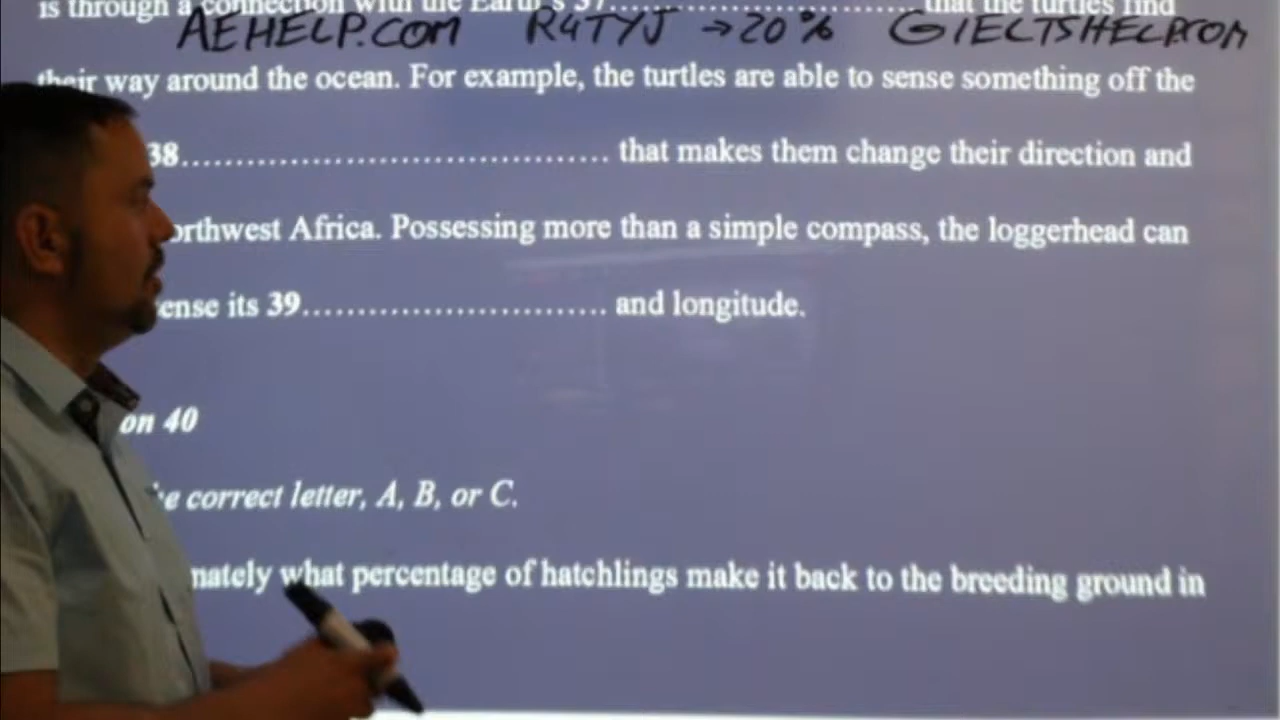 is through a connection with the Earth's 37.............................. that the turtles find
AEHELP.COM R4TYJ →20% GIELTSHELP.COM
their way around the ocean. For example, the turtles are able to sense something off the
38.................................... that makes them change their direction and
orthwest Africa. Possessing more than a simple compass, the loggerhead can
ense its 39.......................... and longitude.
on 40
e correct letter, A, B, or C.
mately what percentage of hatchlings make it back to the breeding ground in